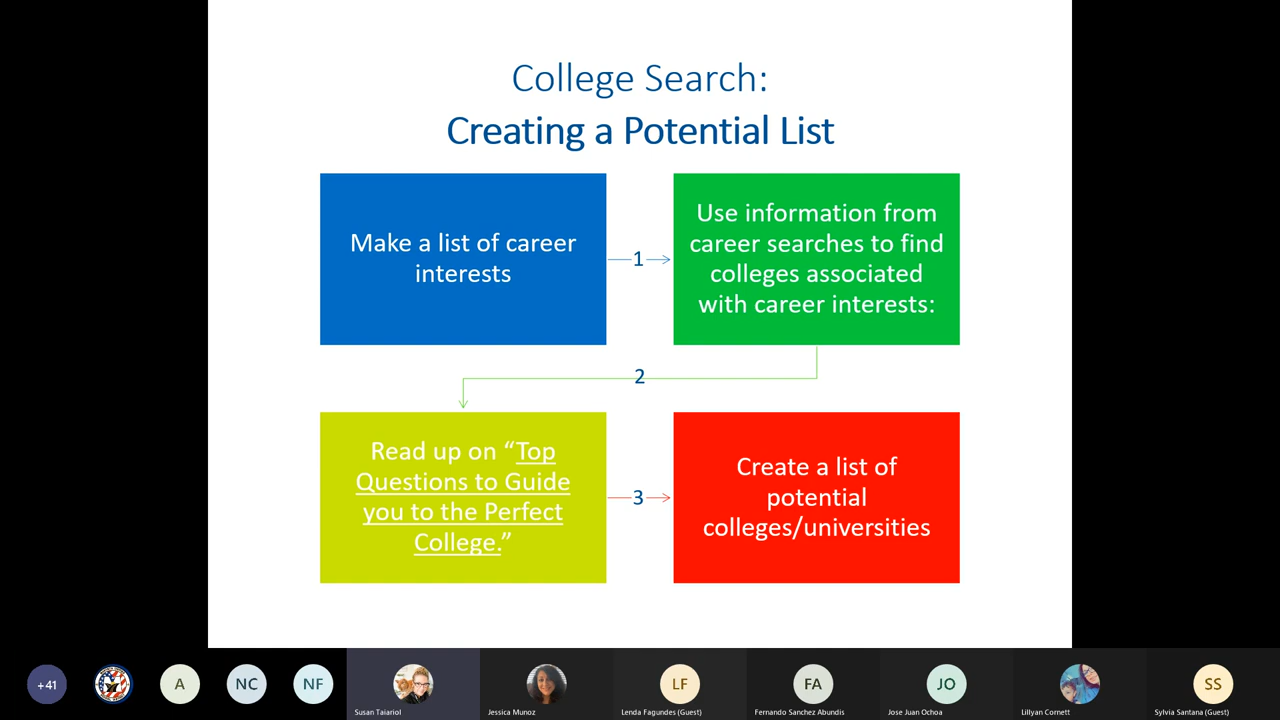 College Search:
Creating a Potential List
Make a list of career
interests
1
Use information from
career searches to find
colleges associated
with career interests:
2
Read up on “Top
Questions to Guide
you to the Perfect
College.”
3
Create a list of
potential
colleges/universities
+41
A
NC
NF
LF
FA
JO
SS
Susan Taiariol
Jessica Munoz
Lenda Fagundes (Guest)
Fernando Sanchez Abundis
Jose Juan Ochoa
Lillyan Cornett
Sylvia Santana (Guest)